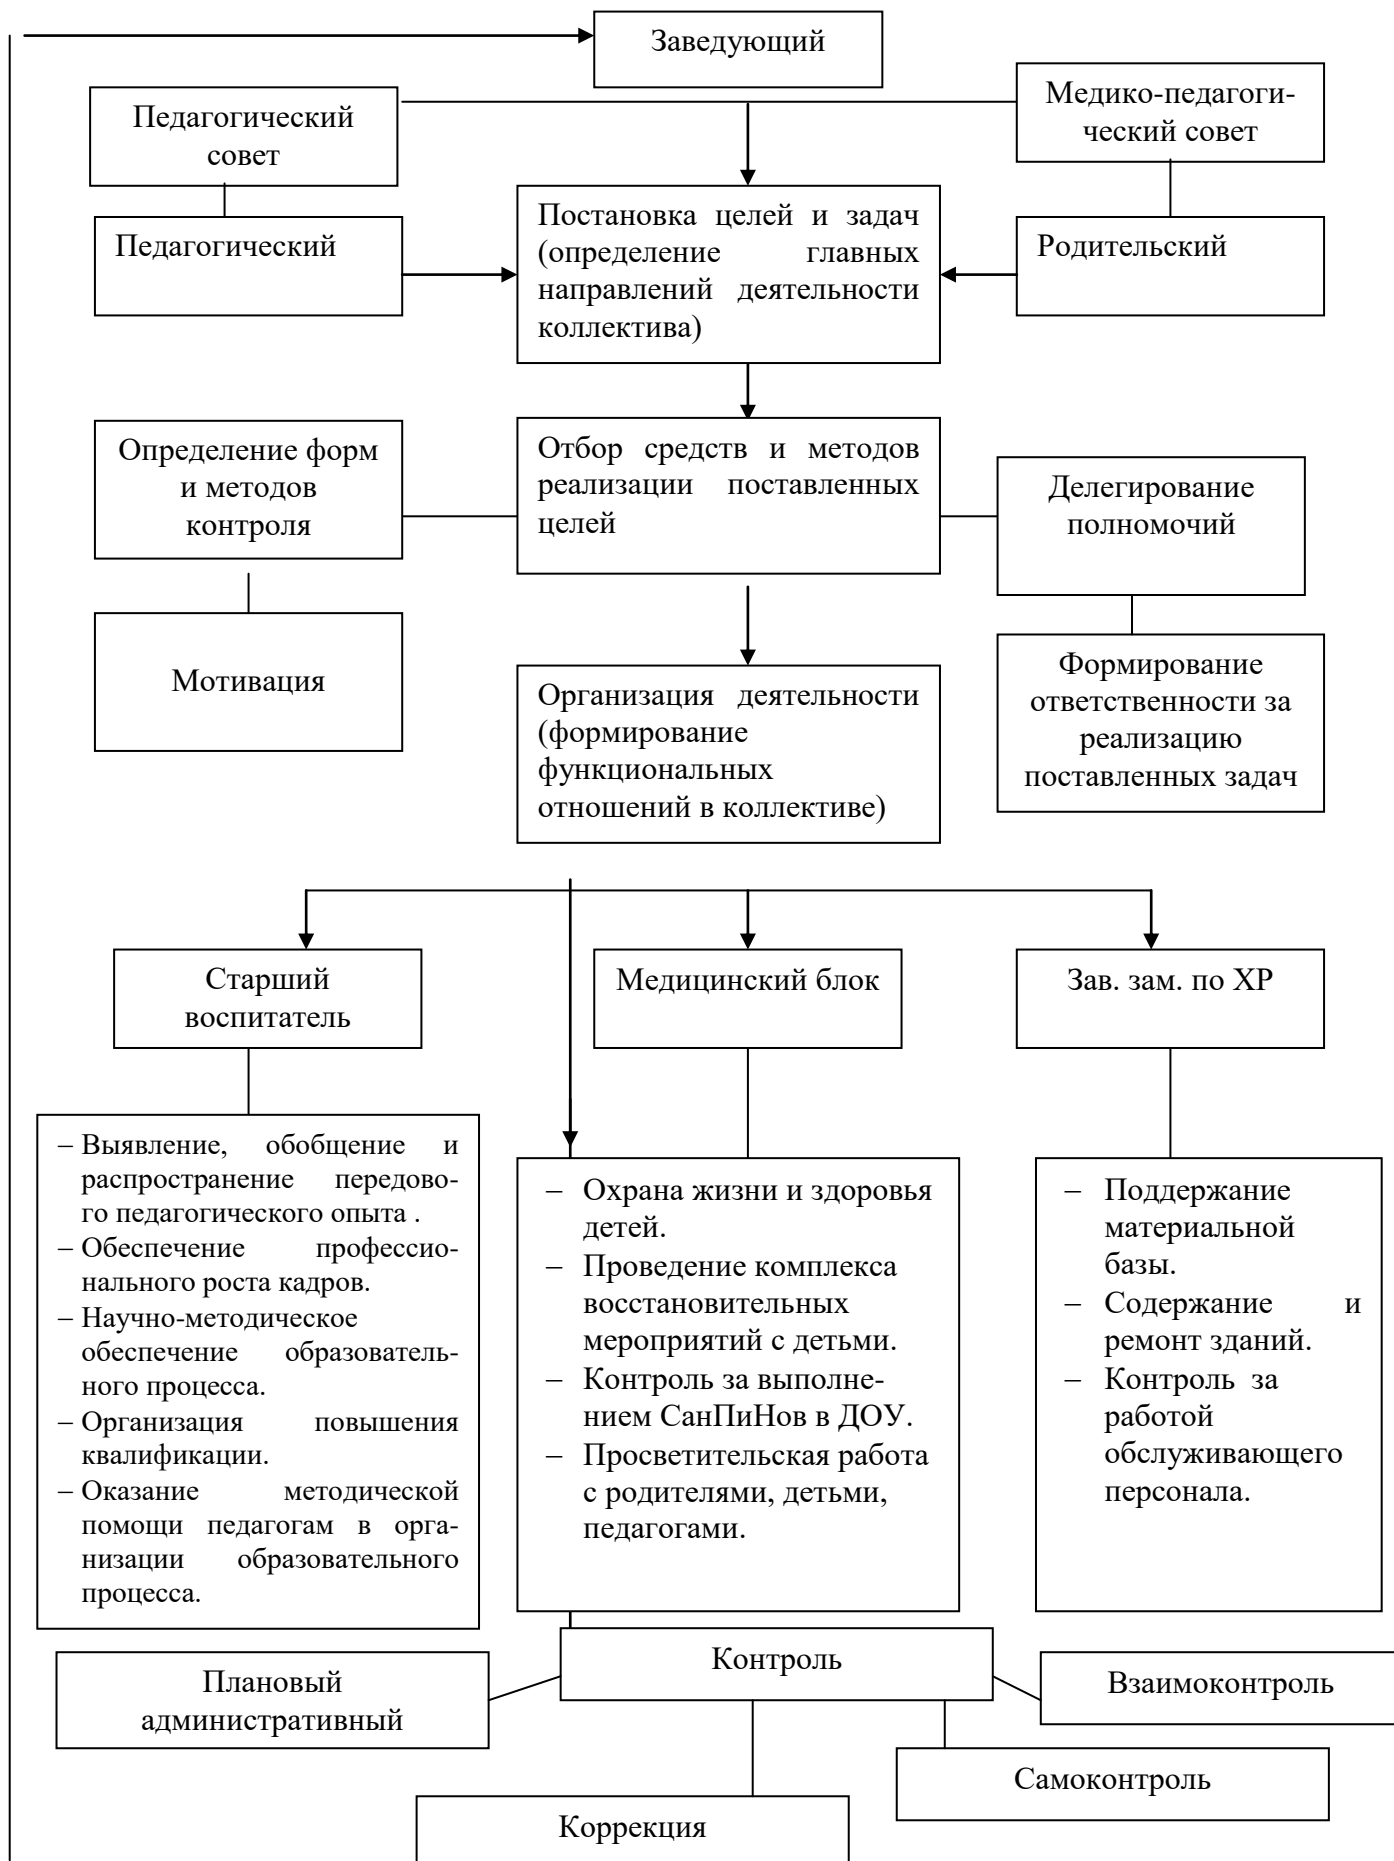 Заведующий
Педагогический
совет
Медико-педагоги-
ческий совет
Педагогический
Постановка целей и задач
(определение главных
направлений деятельности
коллектива)
Родительский
Определение форм
и методов
контроля
Отбор средств и методов
реализации поставленных
целей
Делегирование
полномочий
Мотивация
Организация деятельности
(формирование
функциональных
отношений в коллективе)
Формирование
ответственности за
реализацию
поставленных задач
Старший
воспитатель
Медицинский блок
Зав. зам. по ХР
– Выявление, обобщение и
распространение передово-
го педагогического опыта .
– Обеспечение профессио-
нального роста кадров.
– Научно-методическое
обеспечение образователь-
ного процесса.
– Организация повышения
квалификации.
– Оказание методической
помощи педагогам в орга-
низации образовательного
процесса.
– Охрана жизни и здоровья
детей.
– Проведение комплекса
восстановительных
мероприятий с детьми.
– Контроль за выполне-
нием СанПиНов в ДОУ.
– Просветительская работа
с родителями, детьми,
педагогами.
– Поддержание
материальной
базы.
– Содержание и
ремонт зданий.
– Контроль за
работой
обслуживающего
персонала.
Контроль
Плановый
административный
Взаимоконтроль
Самоконтроль
Коррекция